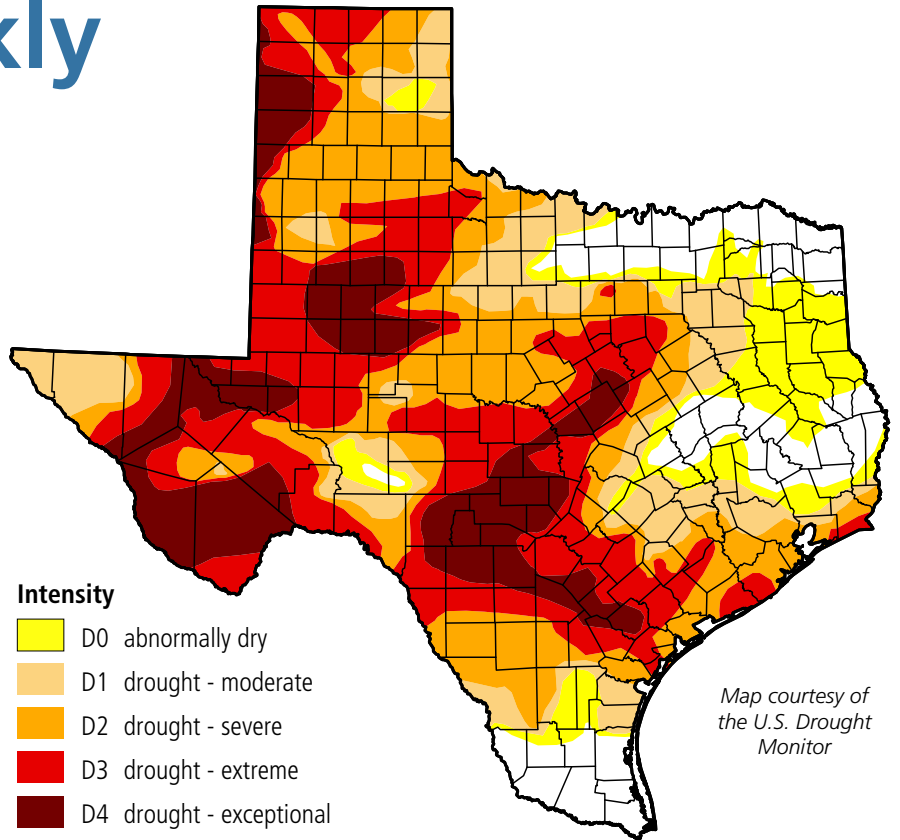 kly
Intensity
D0 abnormally dry
D1 drought - moderate
D2 drought - severe
D3 drought - extreme
D4 drought - exceptional
Map courtesy of
the U.S. Drought
Monitor